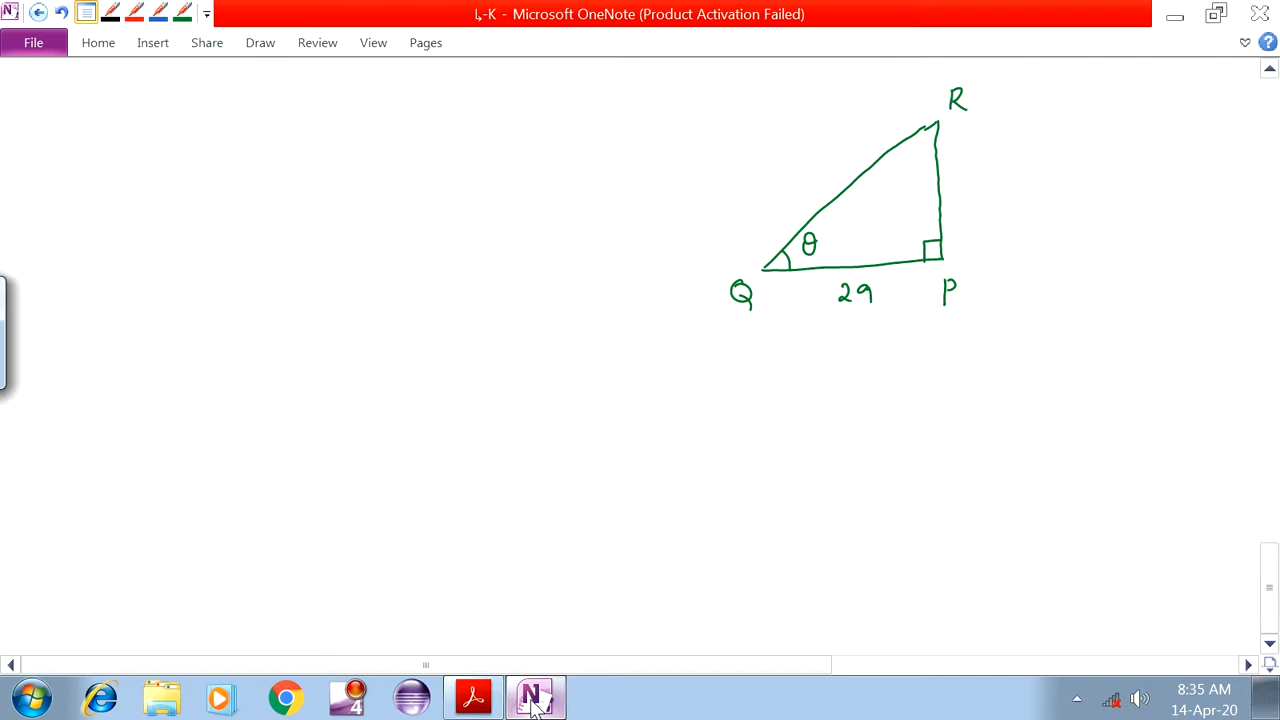 L-K - Microsoft OneNote (Product Activation Failed)
File Home Insert Share Draw Review View Pages
R
θ
Q 29 P
4
8:35 AM
14-Apr-20